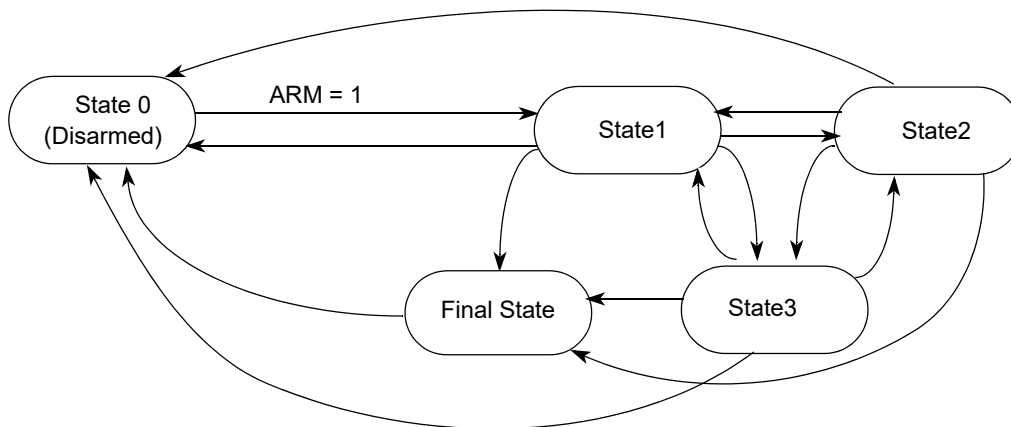 State 0
(Disarmed)
ARM = 1
State1
State2
Final State
State3